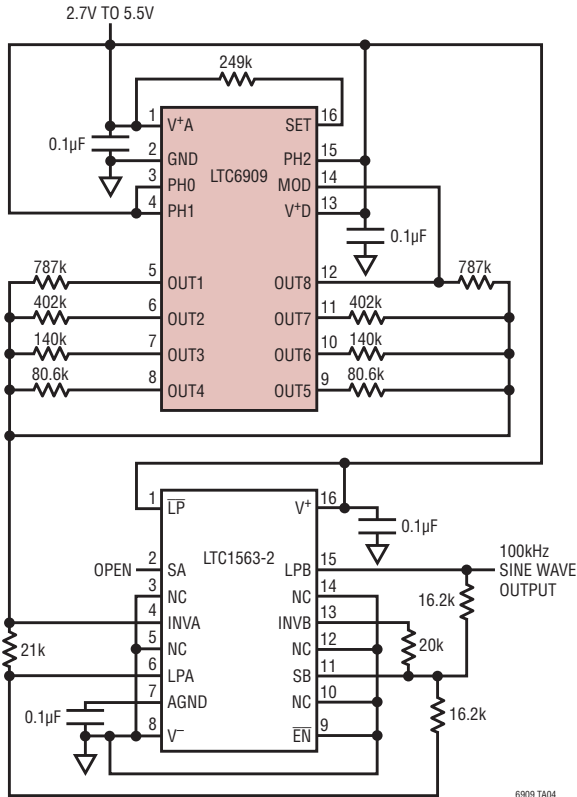 2.7V TO 5.5V
249k
1 V+A
SET 16
0.1µF
2 GND
PH2 15
3 PH0
LTC6909
MOD 14
4 PH1
V+D 13
0.1µF
787k 5 OUT1
OUT8 12 787k
402k 6 OUT2
OUT7 11 402k
140k 7 OUT3
OUT6 10 140k
80.6k 8 OUT4
OUT5 9 80.6k
1 LP
V+ 16
0.1µF
OPEN 2 SA
LTC1563-2
LPB 15
100kHz
SINE WAVE
OUTPUT
3 NC
NC 14
16.2k
4 INVA
INVB 13
5 NC
NC 12
20k
21k
6 LPA
SB 11
7 AGND
NC 10
16.2k
0.1µF
8 V−
EN 9
6909 TA04